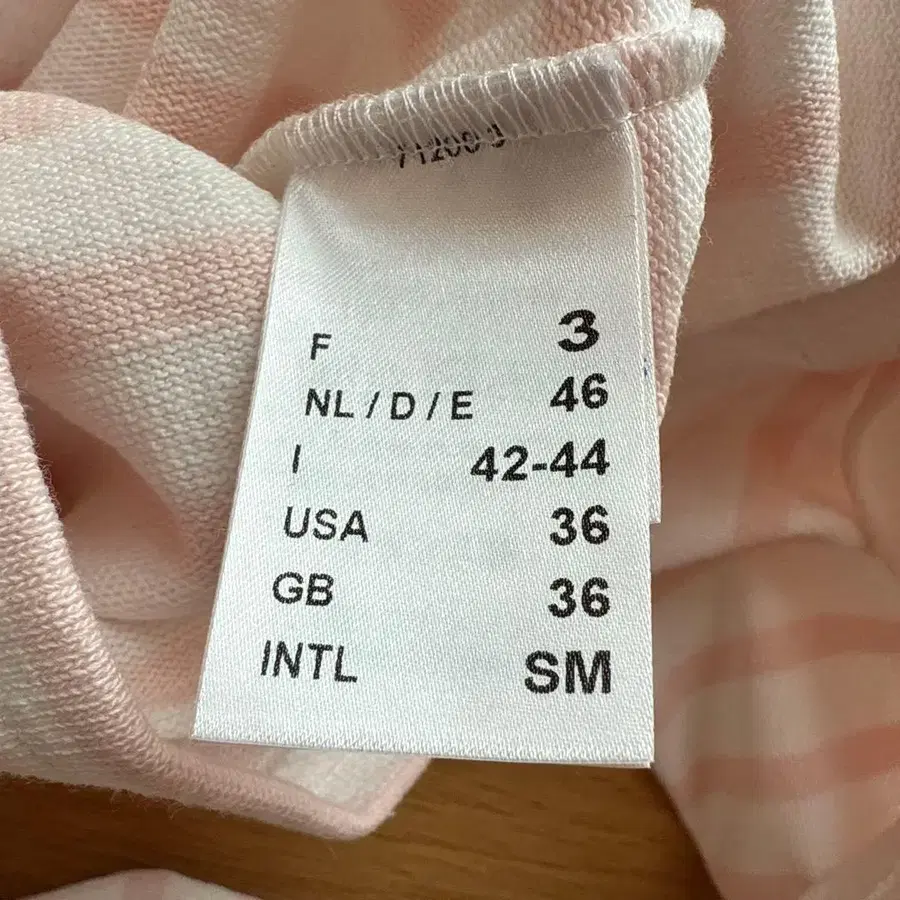 F 3
NL / D / E 46
I 42-44
USA 36
GB 36
INTL SM